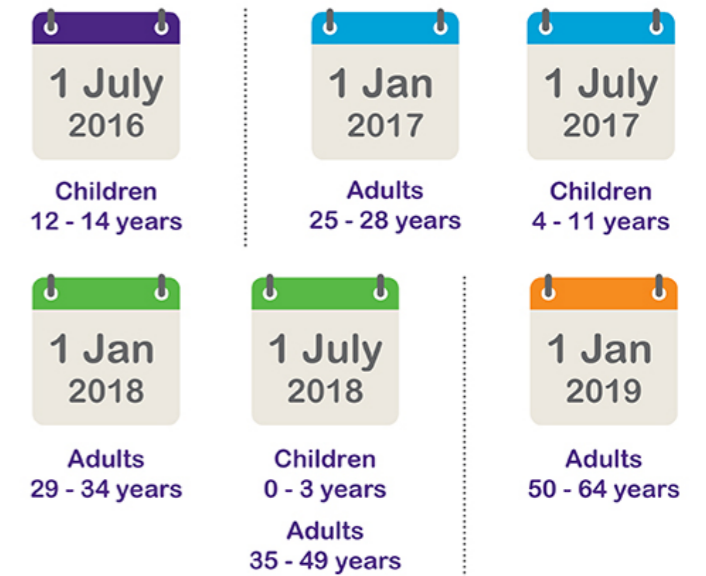 1 July
2016
Children
12 - 14 years
1 Jan
2017
Adults
25 - 28 years
1 July
2017
Children
4 - 11 years
1 Jan
2018
Adults
29 - 34 years
1 July
2018
Children
0 - 3 years
Adults
35 - 49 years
1 Jan
2019
Adults
50 - 64 years